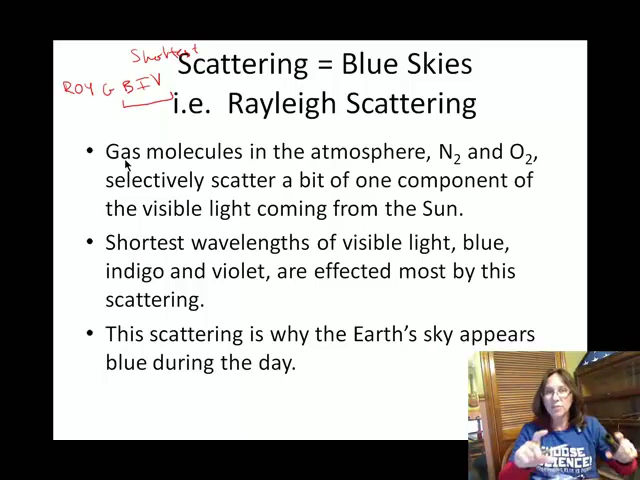 Shortest
ROY G BIV
Scattering = Blue Skies
i.e. Rayleigh Scattering
• Gas molecules in the atmosphere, N₂ and O₂,
selectively scatter a bit of one component of
the visible light coming from the Sun.
• Shortest wavelengths of visible light, blue,
indigo and violet, are effected most by this
scattering.
• This scattering is why the Earth's sky appears
blue during the day.
CHOOSE
SCIENCE!